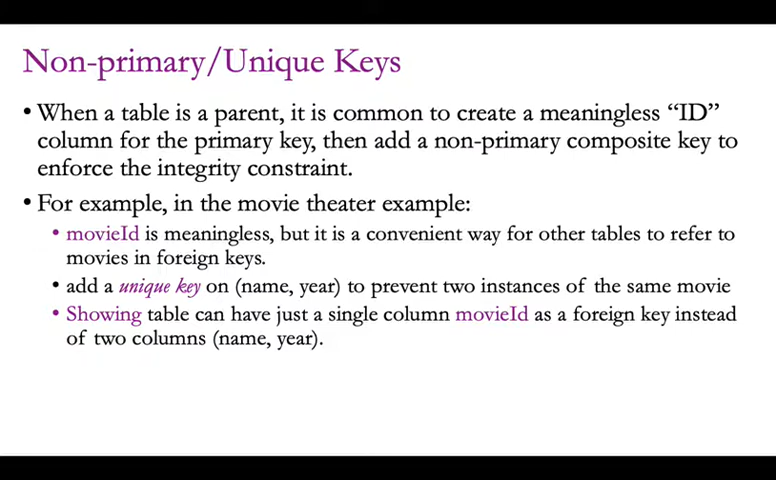 Non-primary/Unique Keys
• When a table is a parent, it is common to create a meaningless “ID”
column for the primary key, then add a non-primary composite key to
enforce the integrity constraint.
• For example, in the movie theater example:
• movieId is meaningless, but it is a convenient way for other tables to refer to
movies in foreign keys.
• add a unique key on (name, year) to prevent two instances of the same movie
• Showing table can have just a single column movieId as a foreign key instead
of two columns (name, year).